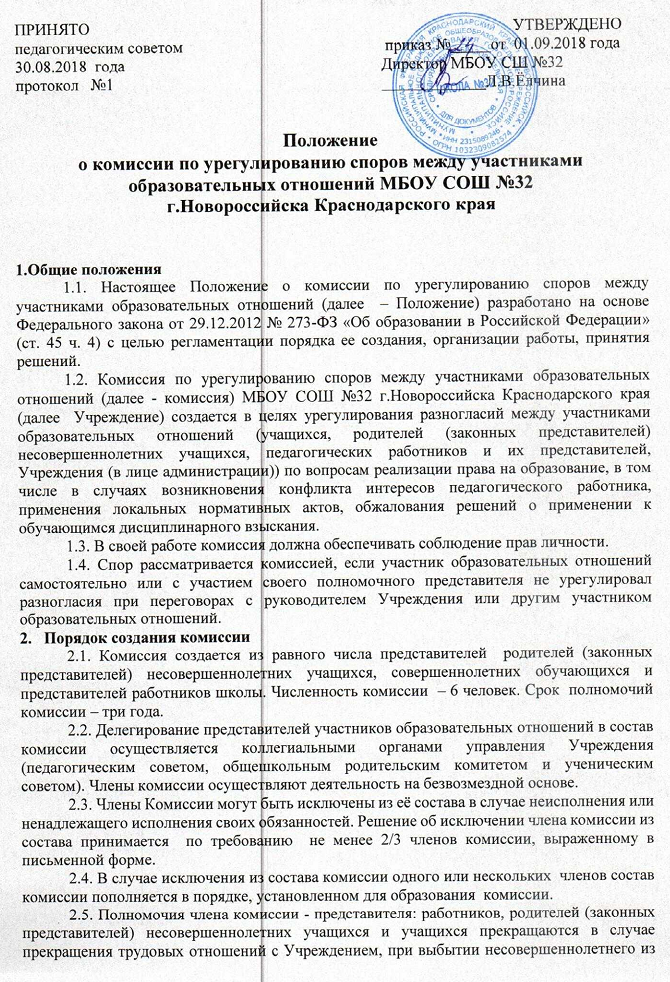 ПРИНЯТО
педагогическим советом
30.08.2018 года
протокол №1
УТВЕРЖДЕНО
приказ № 24 от 01.09.2018 года
Директор МБОУ СШ №32
Л.В.Елчина
Положение
о комиссии по урегулированию споров между участниками
образовательных отношений МБОУ СОШ №32
г.Новороссийска Краснодарского края
1.Общие положения
1.1. Настоящее Положение о комиссии по урегулированию споров между
участниками образовательных отношений (далее – Положение) разработано на основе
Федерального закона от 29.12.2012 № 273-ФЗ «Об образовании в Российской Федерации»
(ст. 45 ч. 4) с целью регламентации порядка ее создания, организации работы, принятия
решений.
1.2. Комиссия по урегулированию споров между участниками образовательных
отношений (далее - комиссия) МБОУ СОШ №32 г.Новороссийска Краснодарского края
(далее Учреждение) создается в целях урегулирования разногласий между участниками
образовательных отношений (учащихся, родителей (законных представителей)
несовершеннолетних учащихся, педагогических работников и их представителей,
Учреждения (в лице администрации)) по вопросам реализации права на образование, в том
числе в случаях возникновения конфликта интересов педагогического работника,
применения локальных нормативных актов, обжалования решений о применении к
обучающимся дисциплинарного взыскания.
1.3. В своей работе комиссия должна обеспечивать соблюдение прав личности.
1.4. Спор рассматривается комиссией, если участник образовательных отношений
самостоятельно или с участием своего полномочного представителя не урегулировал
разногласия при переговорах с руководителем Учреждения или другим участником
образовательных отношений.
2. Порядок создания комиссии
2.1. Комиссия создается из равного числа представителей родителей (законных
представителей) несовершеннолетних учащихся, совершеннолетних обучающихся и
представителей работников школы. Численность комиссии – 6 человек. Срок полномочий
комиссии – три года.
2.2. Делегирование представителей участников образовательных отношений в состав
комиссии осуществляется коллегиальными органами управления Учреждения
(педагогическим советом, общешкольным родительским комитетом и ученическим
советом). Члены комиссии осуществляют деятельность на безвозмездной основе.
2.3. Члены Комиссии могут быть исключены из её состава в случае неисполнения или
ненадлежащего исполнения своих обязанностей. Решение об исключении члена комиссии из
состава принимается по требованию не менее 2/3 членов комиссии, выраженному в
письменной форме.
2.4. В случае исключения из состава комиссии одного или нескольких членов состав
комиссии пополняется в порядке, установленном для образования комиссии.
2.5. Полномочия члена комиссии - представителя: работников, родителей (законных
представителей) несовершеннолетних учащихся и учащихся прекращаются в случае
прекращения трудовых отношений с Учреждением, при выбытии несовершеннолетнего из